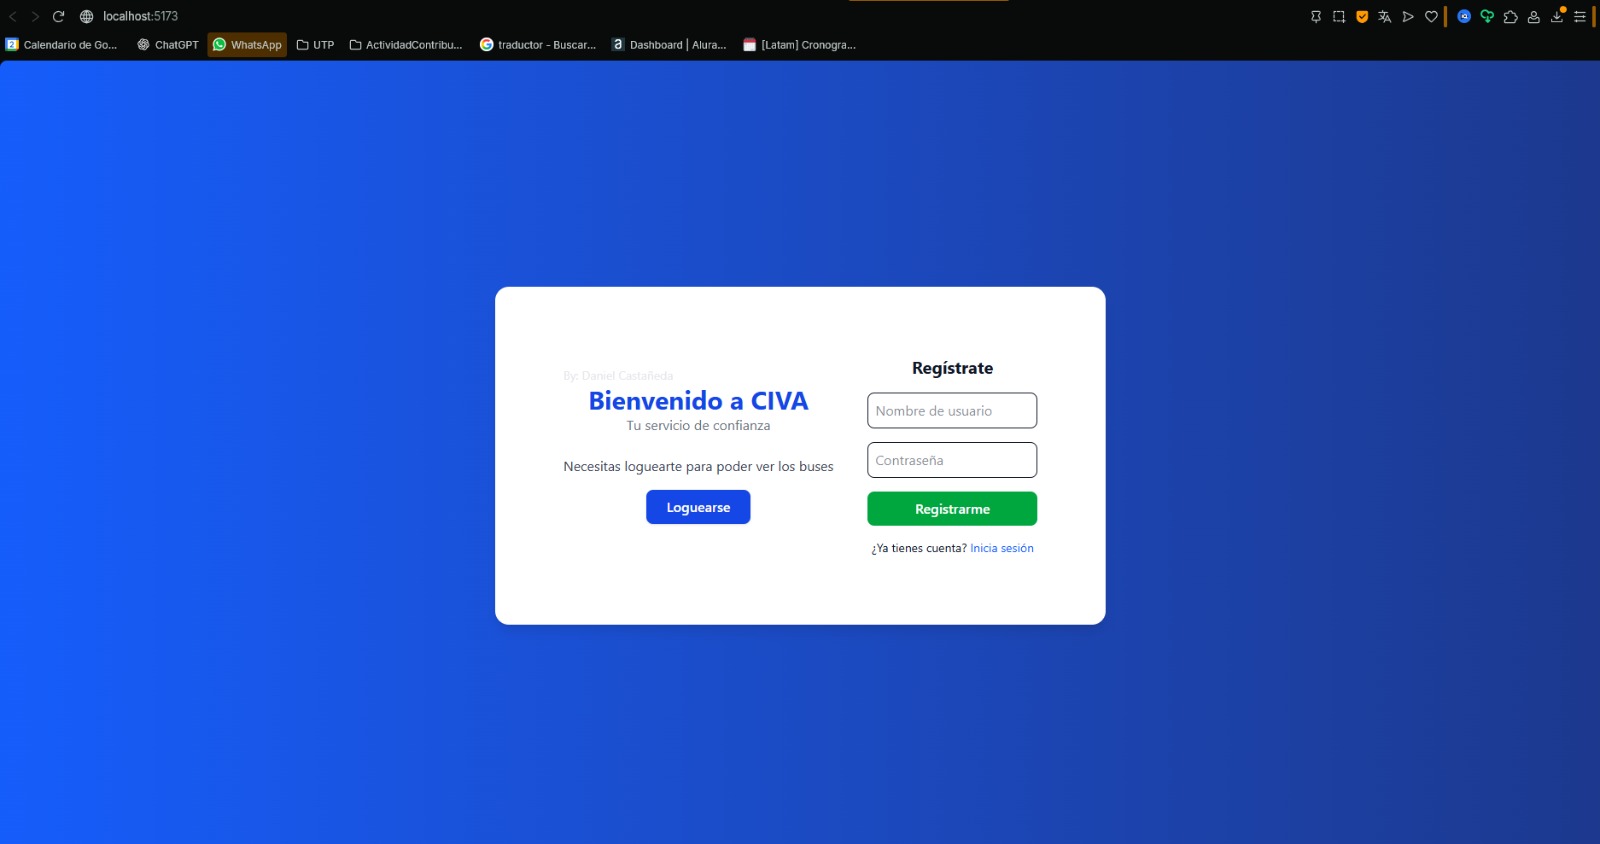 localhost:5173
Calendario de Go...
ChatGPT
WhatsApp
UTP
ActividadContribu...
traductor - Buscar...
Dashboard | Alura...
[Latam] Cronogra...
By: Daniel Castañeda
Bienvenido a CIVA
Tu servicio de confianza
Necesitas loguearte para poder ver los buses
Loguearse
Regístrate
Nombre de usuario
Contraseña
Registrarme
¿Ya tienes cuenta? Inicia sesión